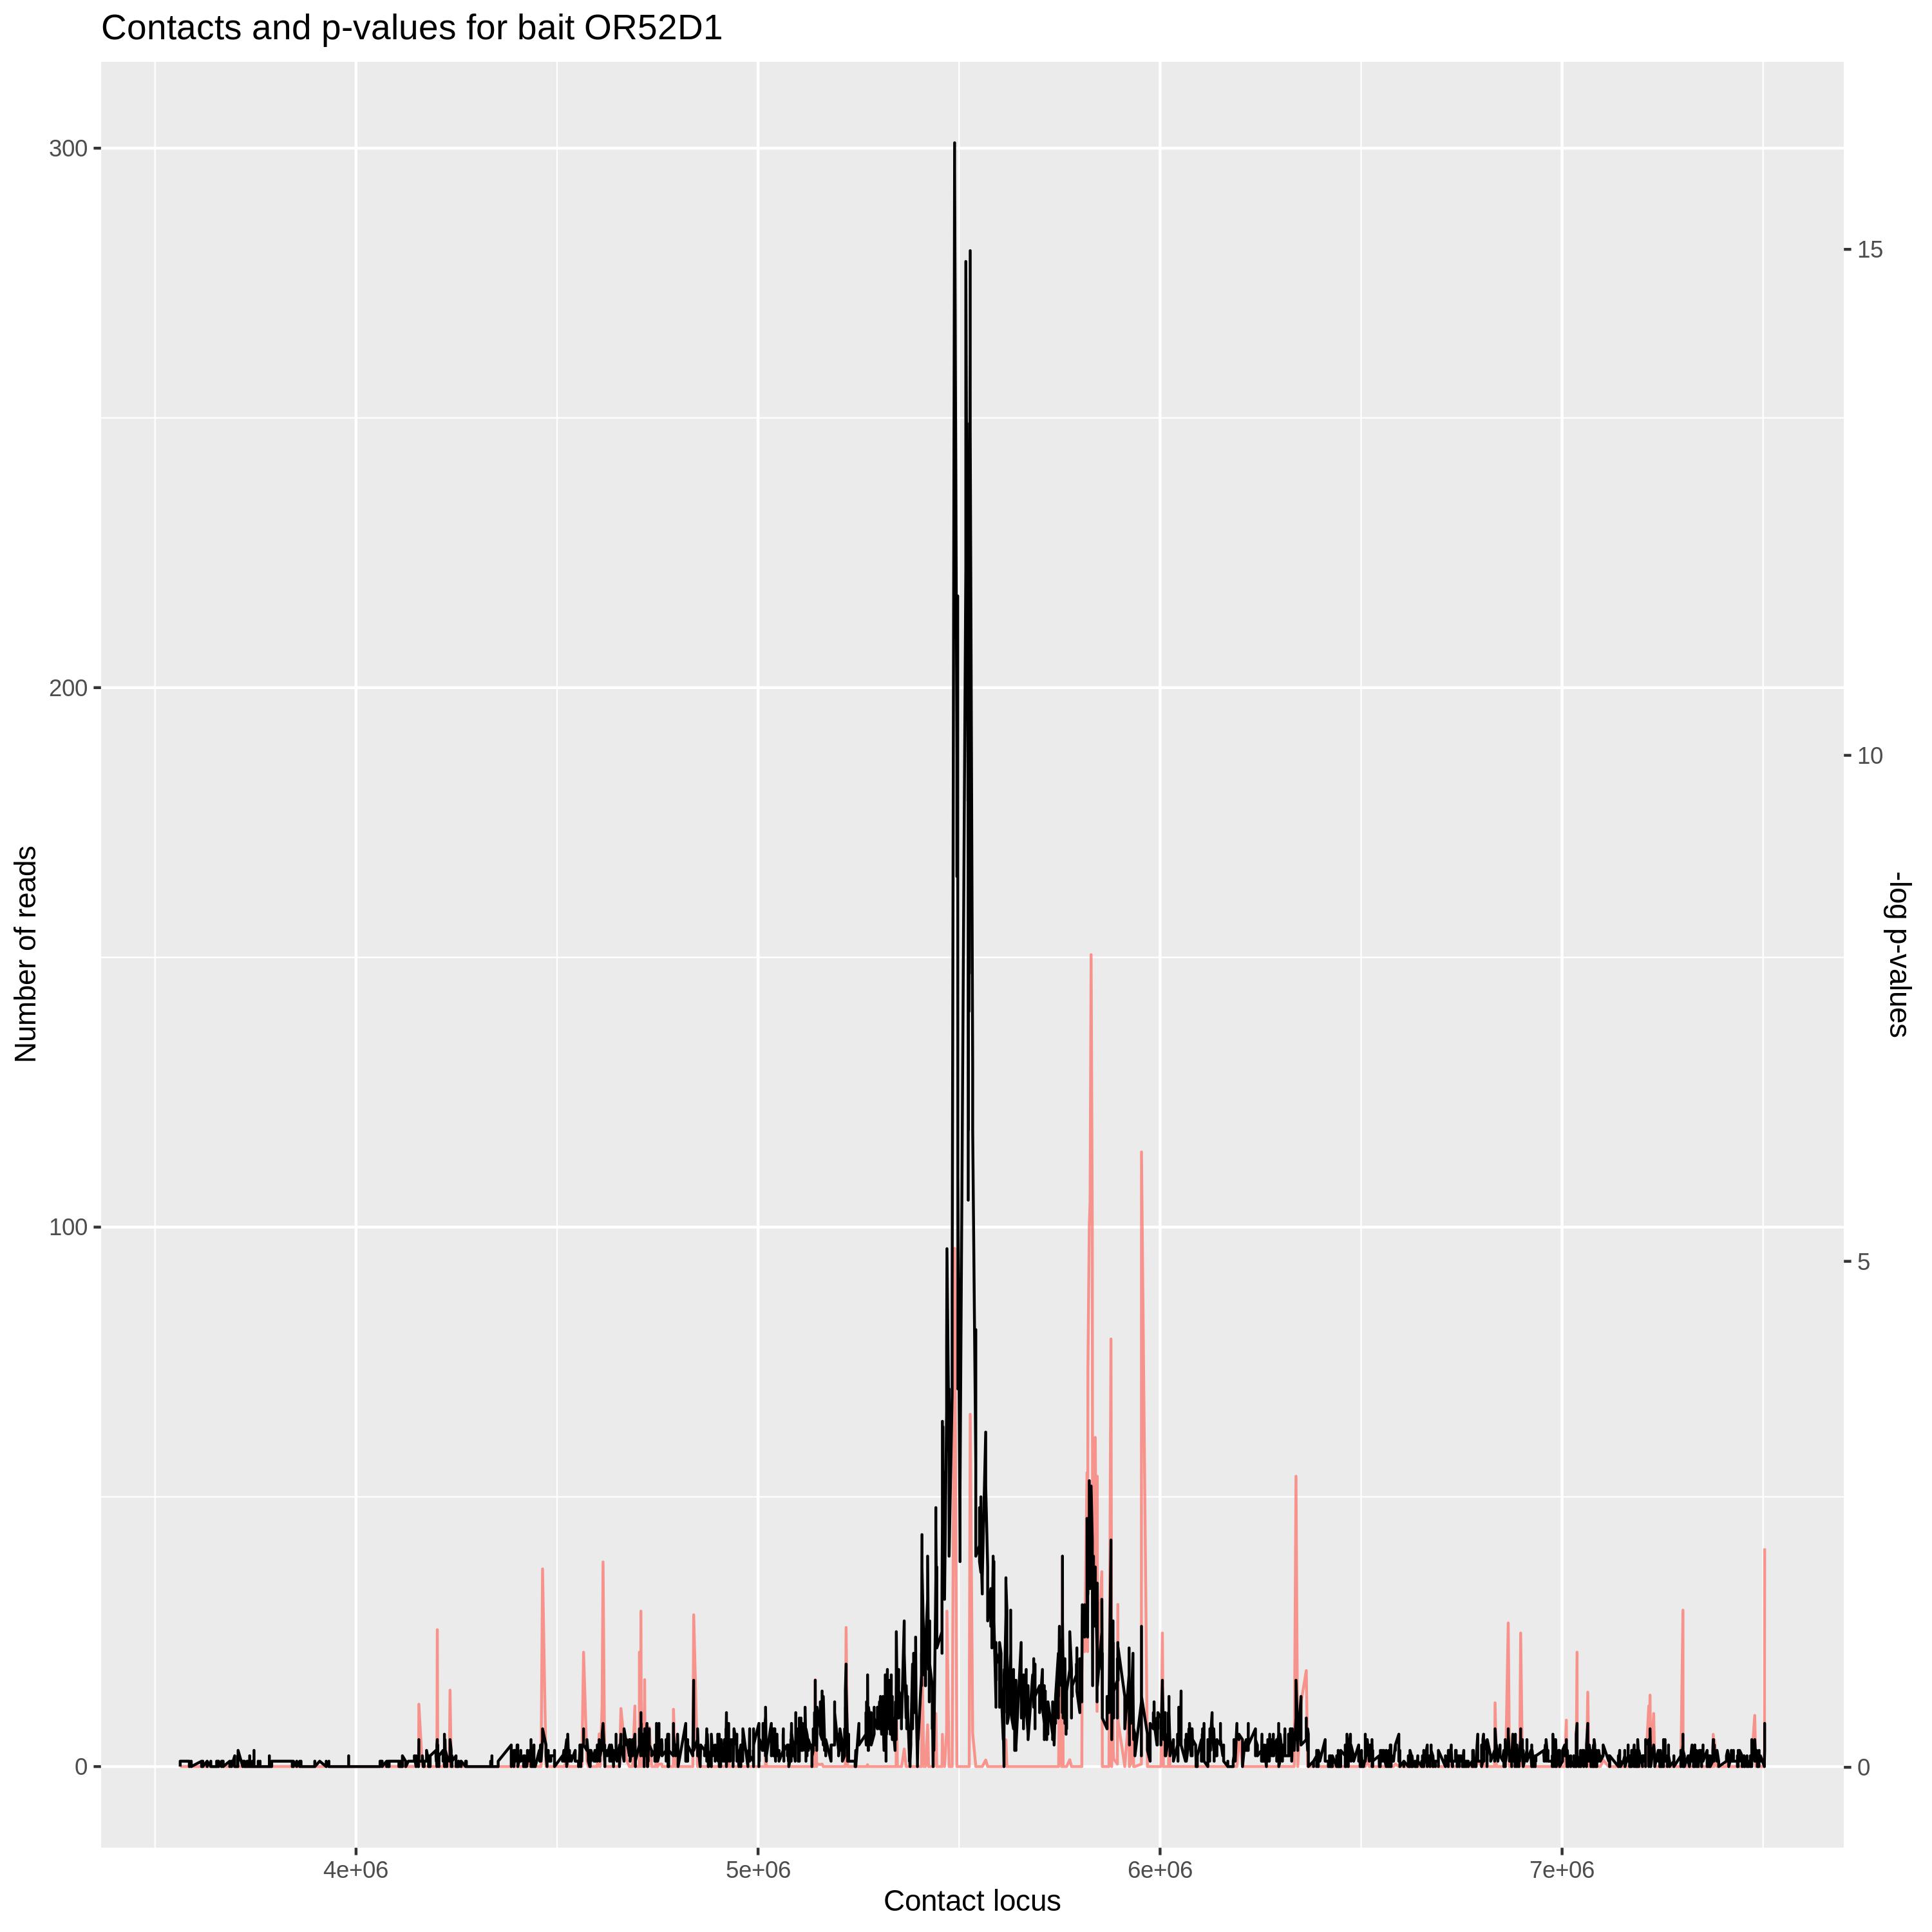 Contacts and p-values for bait OR52D1
300
200
100
0
Number of reads
15
10
5
0
-log p-values
4e+06
5e+06
6e+06
7e+06
Contact locus